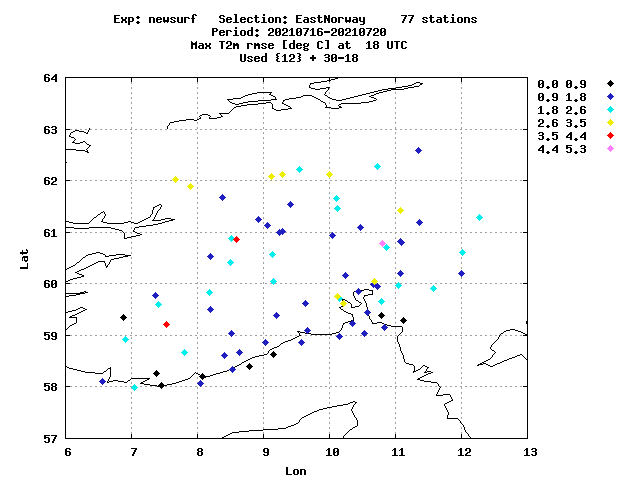 Exp: newsurf   Selection: EastNorway     77 stations
Period: 20210716-20210720
Max T2m rmse [deg C] at  18 UTC
Used {12} + 30-18
64
63
62
61
60
59
58
57
6 7 8 9 10 11 12 13
Lat
Lon
0.0 0.9
0.9 1.8
1.8 2.6
2.6 3.5
3.5 4.4
4.4 5.3